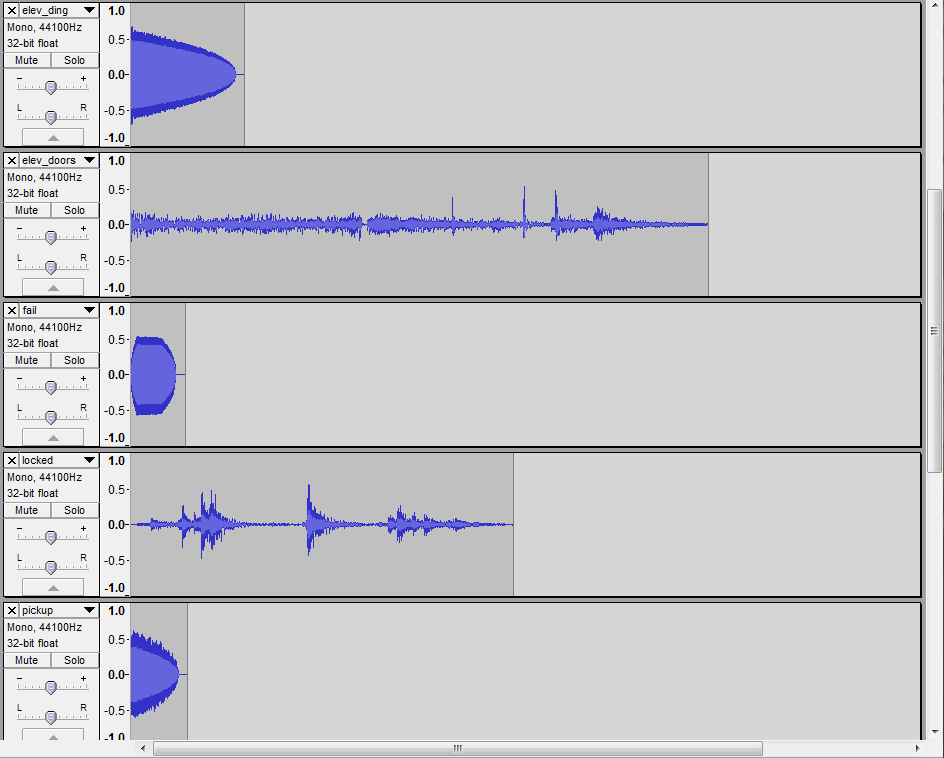 elev_ding
Mono, 44100Hz
32-bit float
Mute Solo
- +
L R
1.0
0.5-
0.0-
-0.5-
-1.0
elev_doors
Mono, 44100Hz
32-bit float
Mute Solo
- +
L R
1.0
0.5-
0.0-
-0.5-
-1.0
fail
Mono, 44100Hz
32-bit float
Mute Solo
- +
L R
1.0
0.5-
0.0-
-0.5-
-1.0
locked
Mono, 44100Hz
32-bit float
Mute Solo
- +
L R
1.0
0.5-
0.0-
-0.5-
-1.0
pickup
Mono, 44100Hz
32-bit float
Mute Solo
- +
L R
1.0
0.5-
0.0-
-0.5-
-1.0